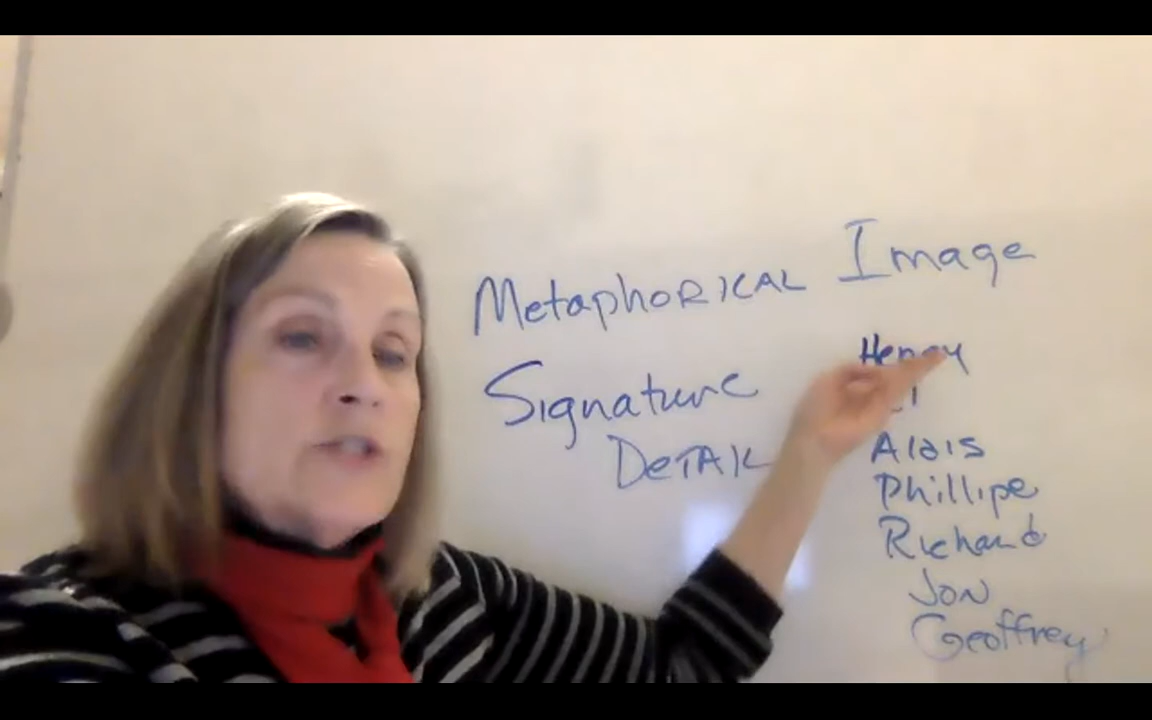 Metaphorical Image
Signature
Detail
Henry
Alais
Phillipe
Richard
Jon
Geoffrey